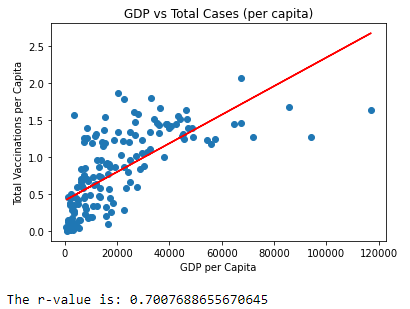 GDP vs Total Cases (per capita)
Total Vaccinations per Capita
2.5
2.0
1.5
1.0
0.5
0.0
0 20000 40000 60000 80000 100000 120000
GDP per Capita
The r-value is: 0.7007688655670645